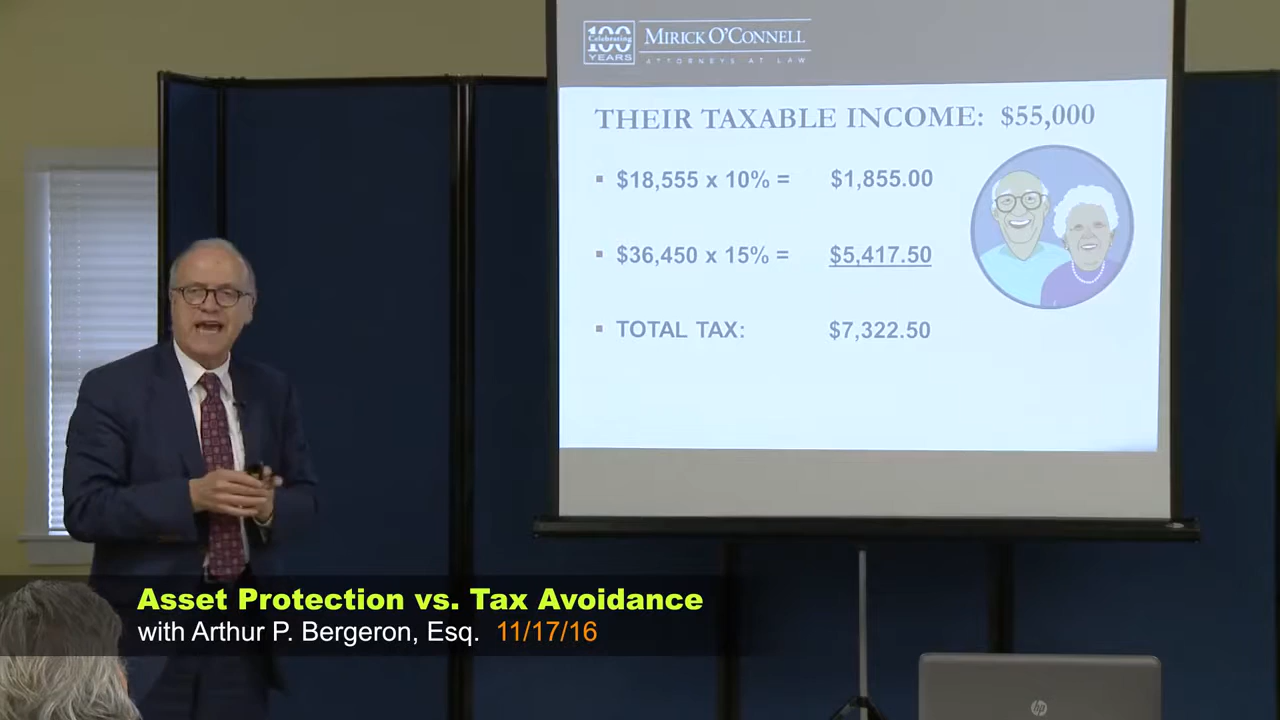 Celebrating
100
YEARS
MIRICK O'CONNELL
ATTORNEYS AT LAW
THEIR TAXABLE INCOME: $55,000
▪ $18,555 x 10% = $1,855.00
▪ $36,450 x 15% = $5,417.50
▪ TOTAL TAX: $7,322.50
Asset Protection vs. Tax Avoidance
with Arthur P. Bergeron, Esq. 11/17/16
hp